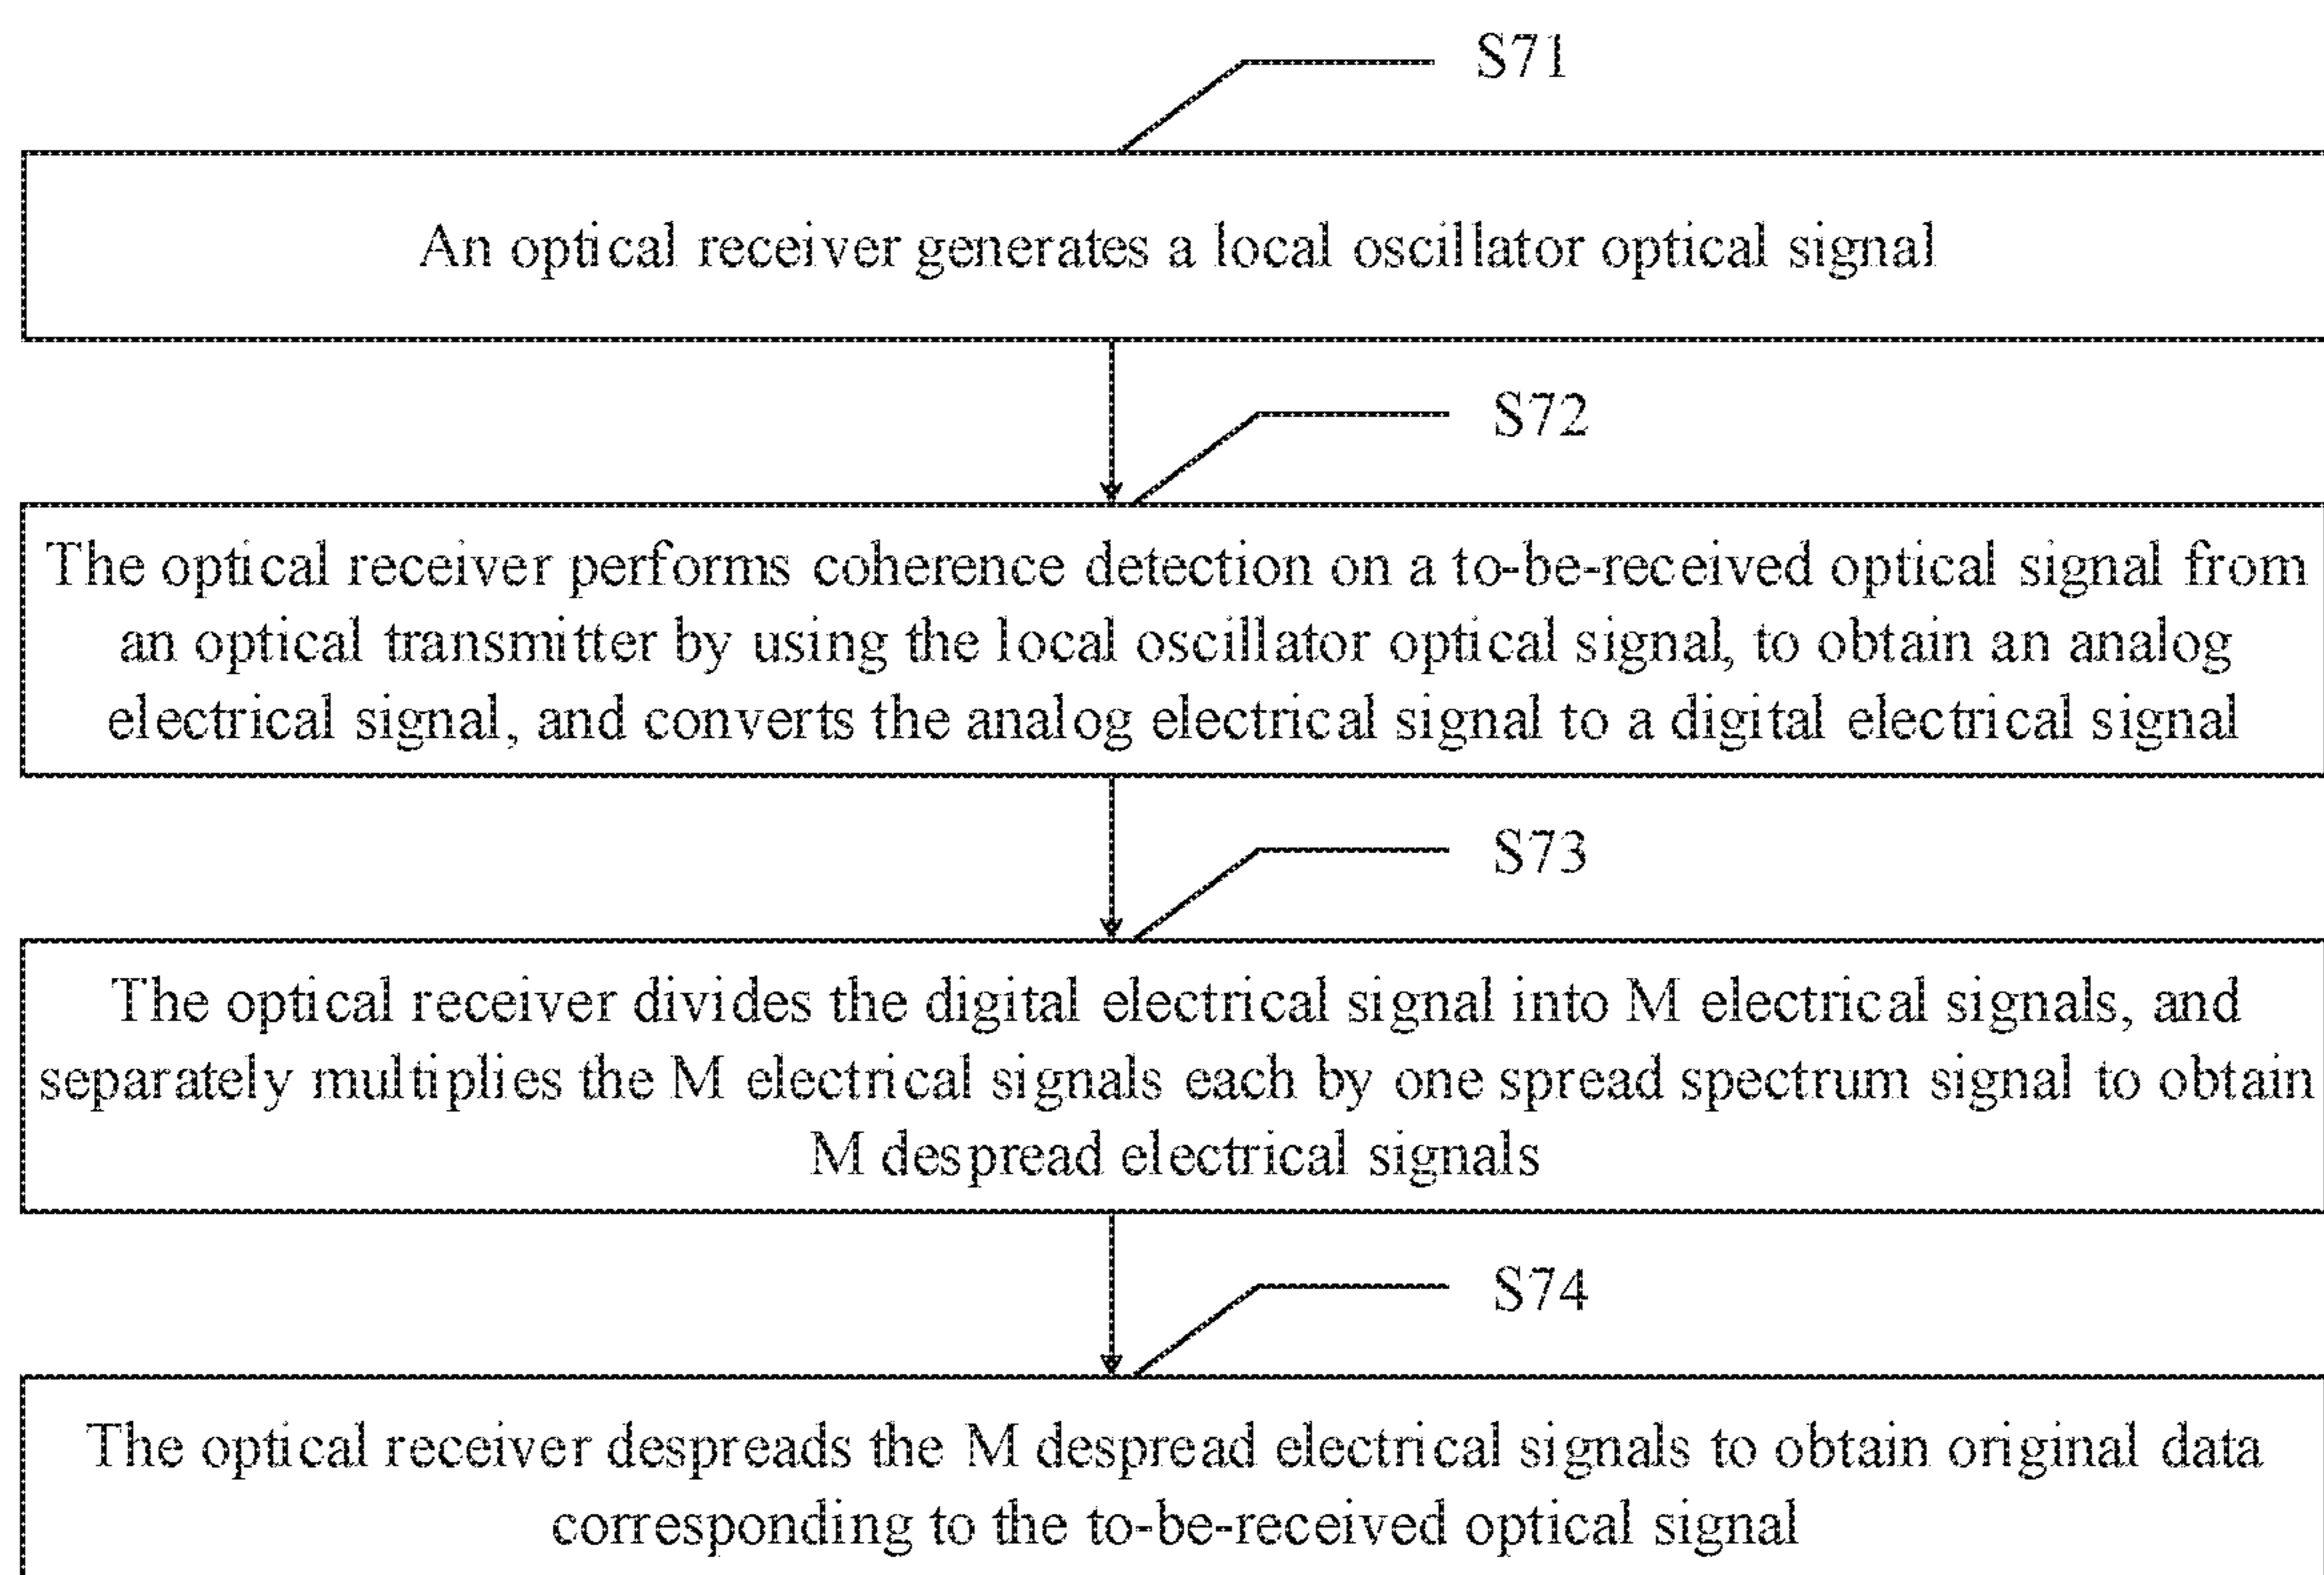 S71
An optical receiver generates a local oscillator optical signal
S72
The optical receiver performs coherence detection on a to-be-received optical signal from
an optical transmitter by using the local oscillator optical signal, to obtain an analog
electrical signal, and converts the analog electrical signal to a digital electrical signal
S73
The optical receiver divides the digital electrical signal into M electrical signals, and
separately multiplies the M electrical signals each by one spread spectrum signal to obtain
M despread electrical signals
S74
The optical receiver despreads the M despread electrical signals to obtain original data
corresponding to the to-be-received optical signal